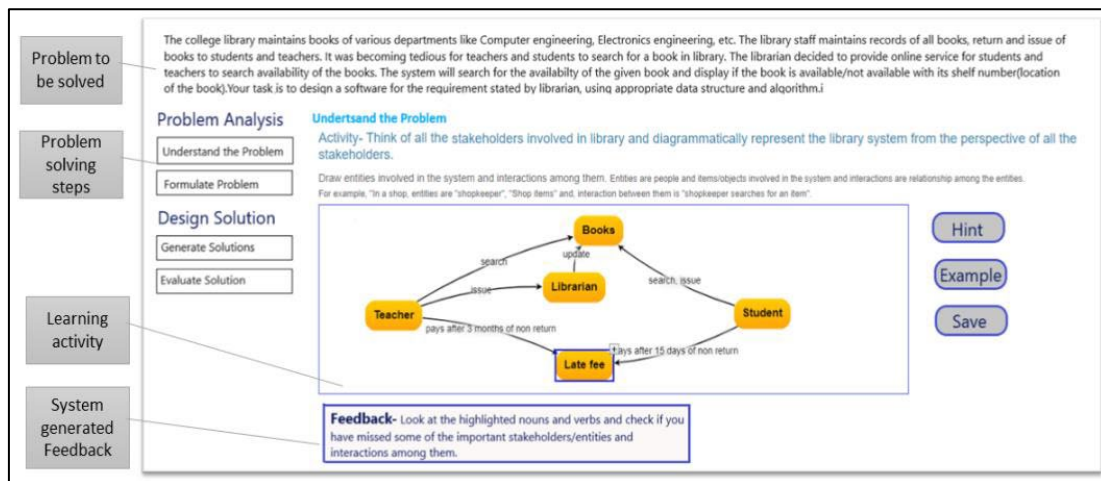 Problem to
be solved
Problem
solving
steps
Learning
activity
System
generated
Feedback
The college library maintains books of various departments like Computer engineering, Electronics engineering, etc. The library staff maintains records of all books, return and issue of
books to students and teachers. It was becoming tedious for teachers and students to search for a book in library. The librarian decided to provide online service for students and
teachers to search availability of the books. The system will search for the availabilty of the given book and display if the book is available/not available with its shelf number(location
of the book).Your task is to design a software for the requirement stated by librarian, using appropriate data structure and algorithm.i
Problem Analysis
Understand the Problem
Formulate Problem
Design Solution
Generate Solutions
Evaluate Solution
Undertsand the Problem
Activity- Think of all the stakeholders involved in library and diagrammatically represent the library system from the perspective of all the
stakeholders.
Draw entities involved in the system and interactions among them. Entities are people and items/objects involved in the system and interactions are relationship among the entities.
For example, "In a shop, entities are "shopkeeper", "Shop items" and, interaction between them is "shopkeeper searches for an item".
Books
search
update
issue
Librarian
search, issue
Teacher
Student
pays after 3 months of non return
ays after 15 days of non return
Late fee
Hint
Example
Save
Feedback- Look at the highlighted nouns and verbs and check if you
have missed some of the important stakeholders/entities and
interactions among them.